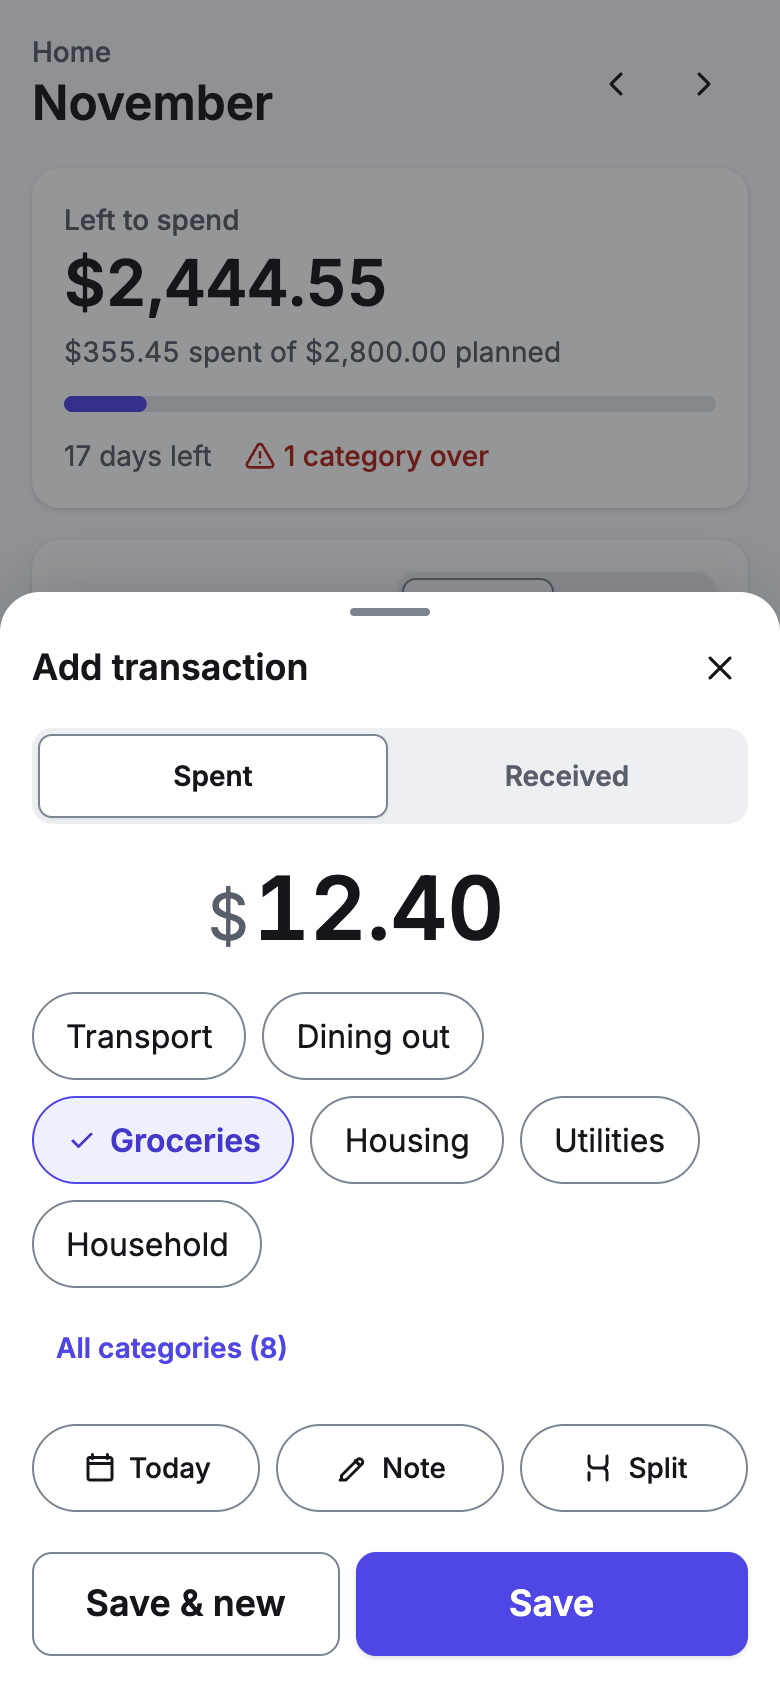 Home
November
Left to spend
$2,444.55
$355.45 spent of $2,800.00 planned
17 days left 1 category over
Add transaction
Spent Received
$12.40
Transport Dining out
Groceries Housing Utilities
Household
All categories (8)
Today Note Split
Save & new Save